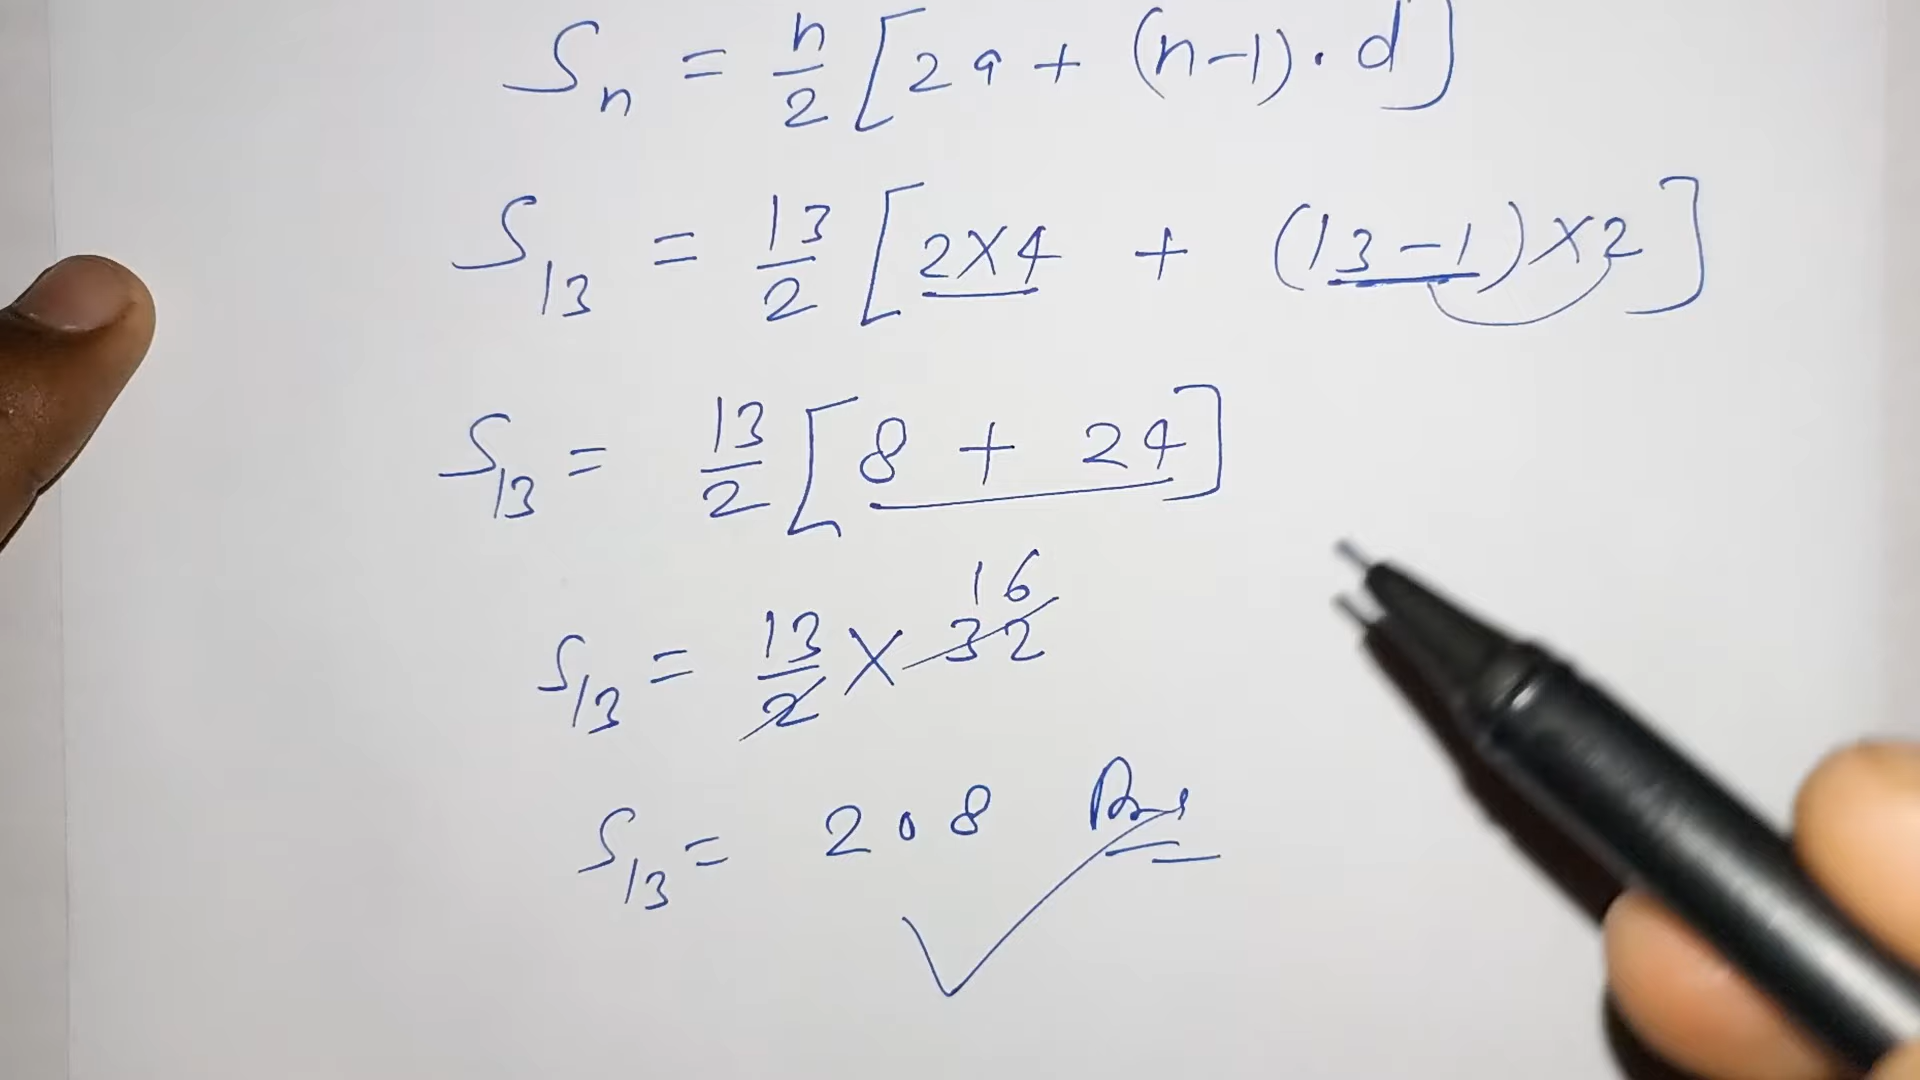 Sn = n/2 [2a + (n-1)·d]
S13 = 13/2 [2×4 + (13-1)×2]
S13 = 13/2 [8 + 24]
16
S13 = 13/2 × 32
S13 = 208 Ans